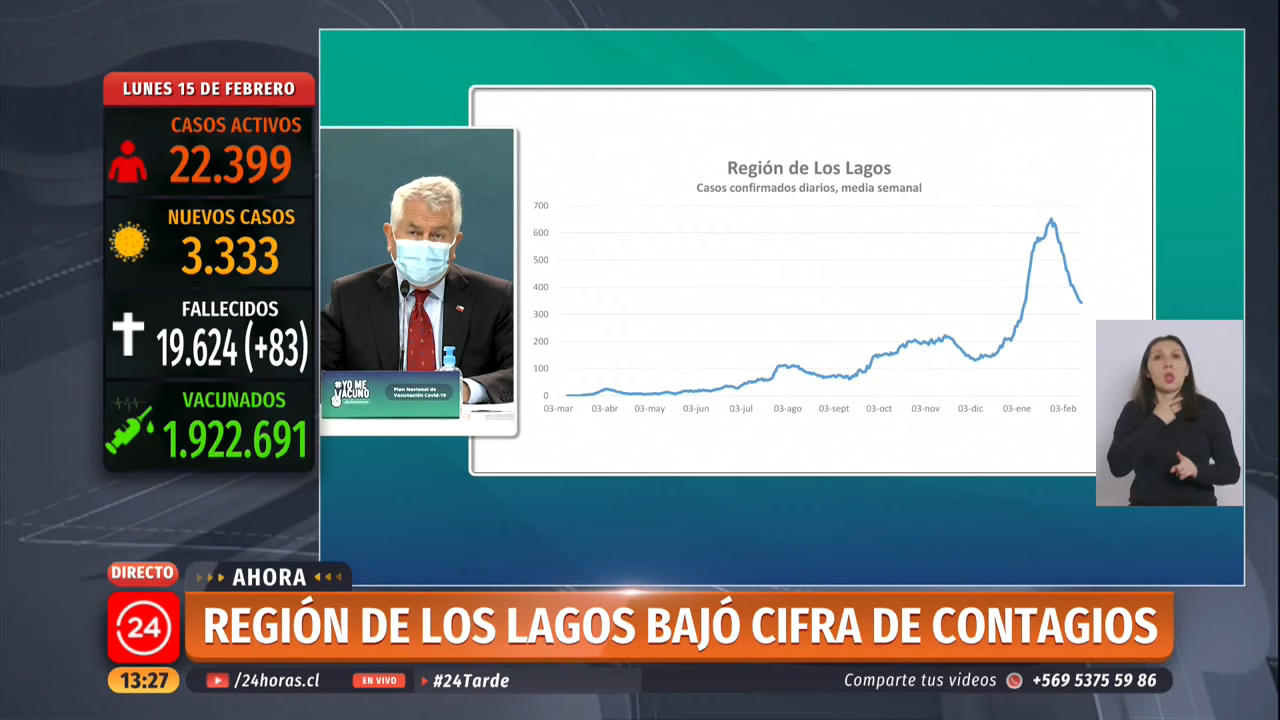 LUNES 15 DE FEBRERO
CASOS ACTIVOS
22.399
NUEVOS CASOS
3.333
FALLECIDOS
19.624 (+83)
VACUNADOS
1.922.691
#YO ME
VACUNO
Plan Nacional de
Vacunación Covid-19
Región de Los Lagos
Casos confirmados diarios, media semanal
700
600
500
400
300
200
100
0
03-mar 03-abr 03-may 03-jun 03-jul 03-ago 03-sept 03-oct 03-nov 03-dic 03-ene 03-feb
DIRECTO
AHORA
24
REGIÓN DE LOS LAGOS BAJÓ CIFRA DE CONTAGIOS
13:27
/24horas.cl
EN VIVO
#24Tarde
Comparte tus videos
+569 5375 59 86